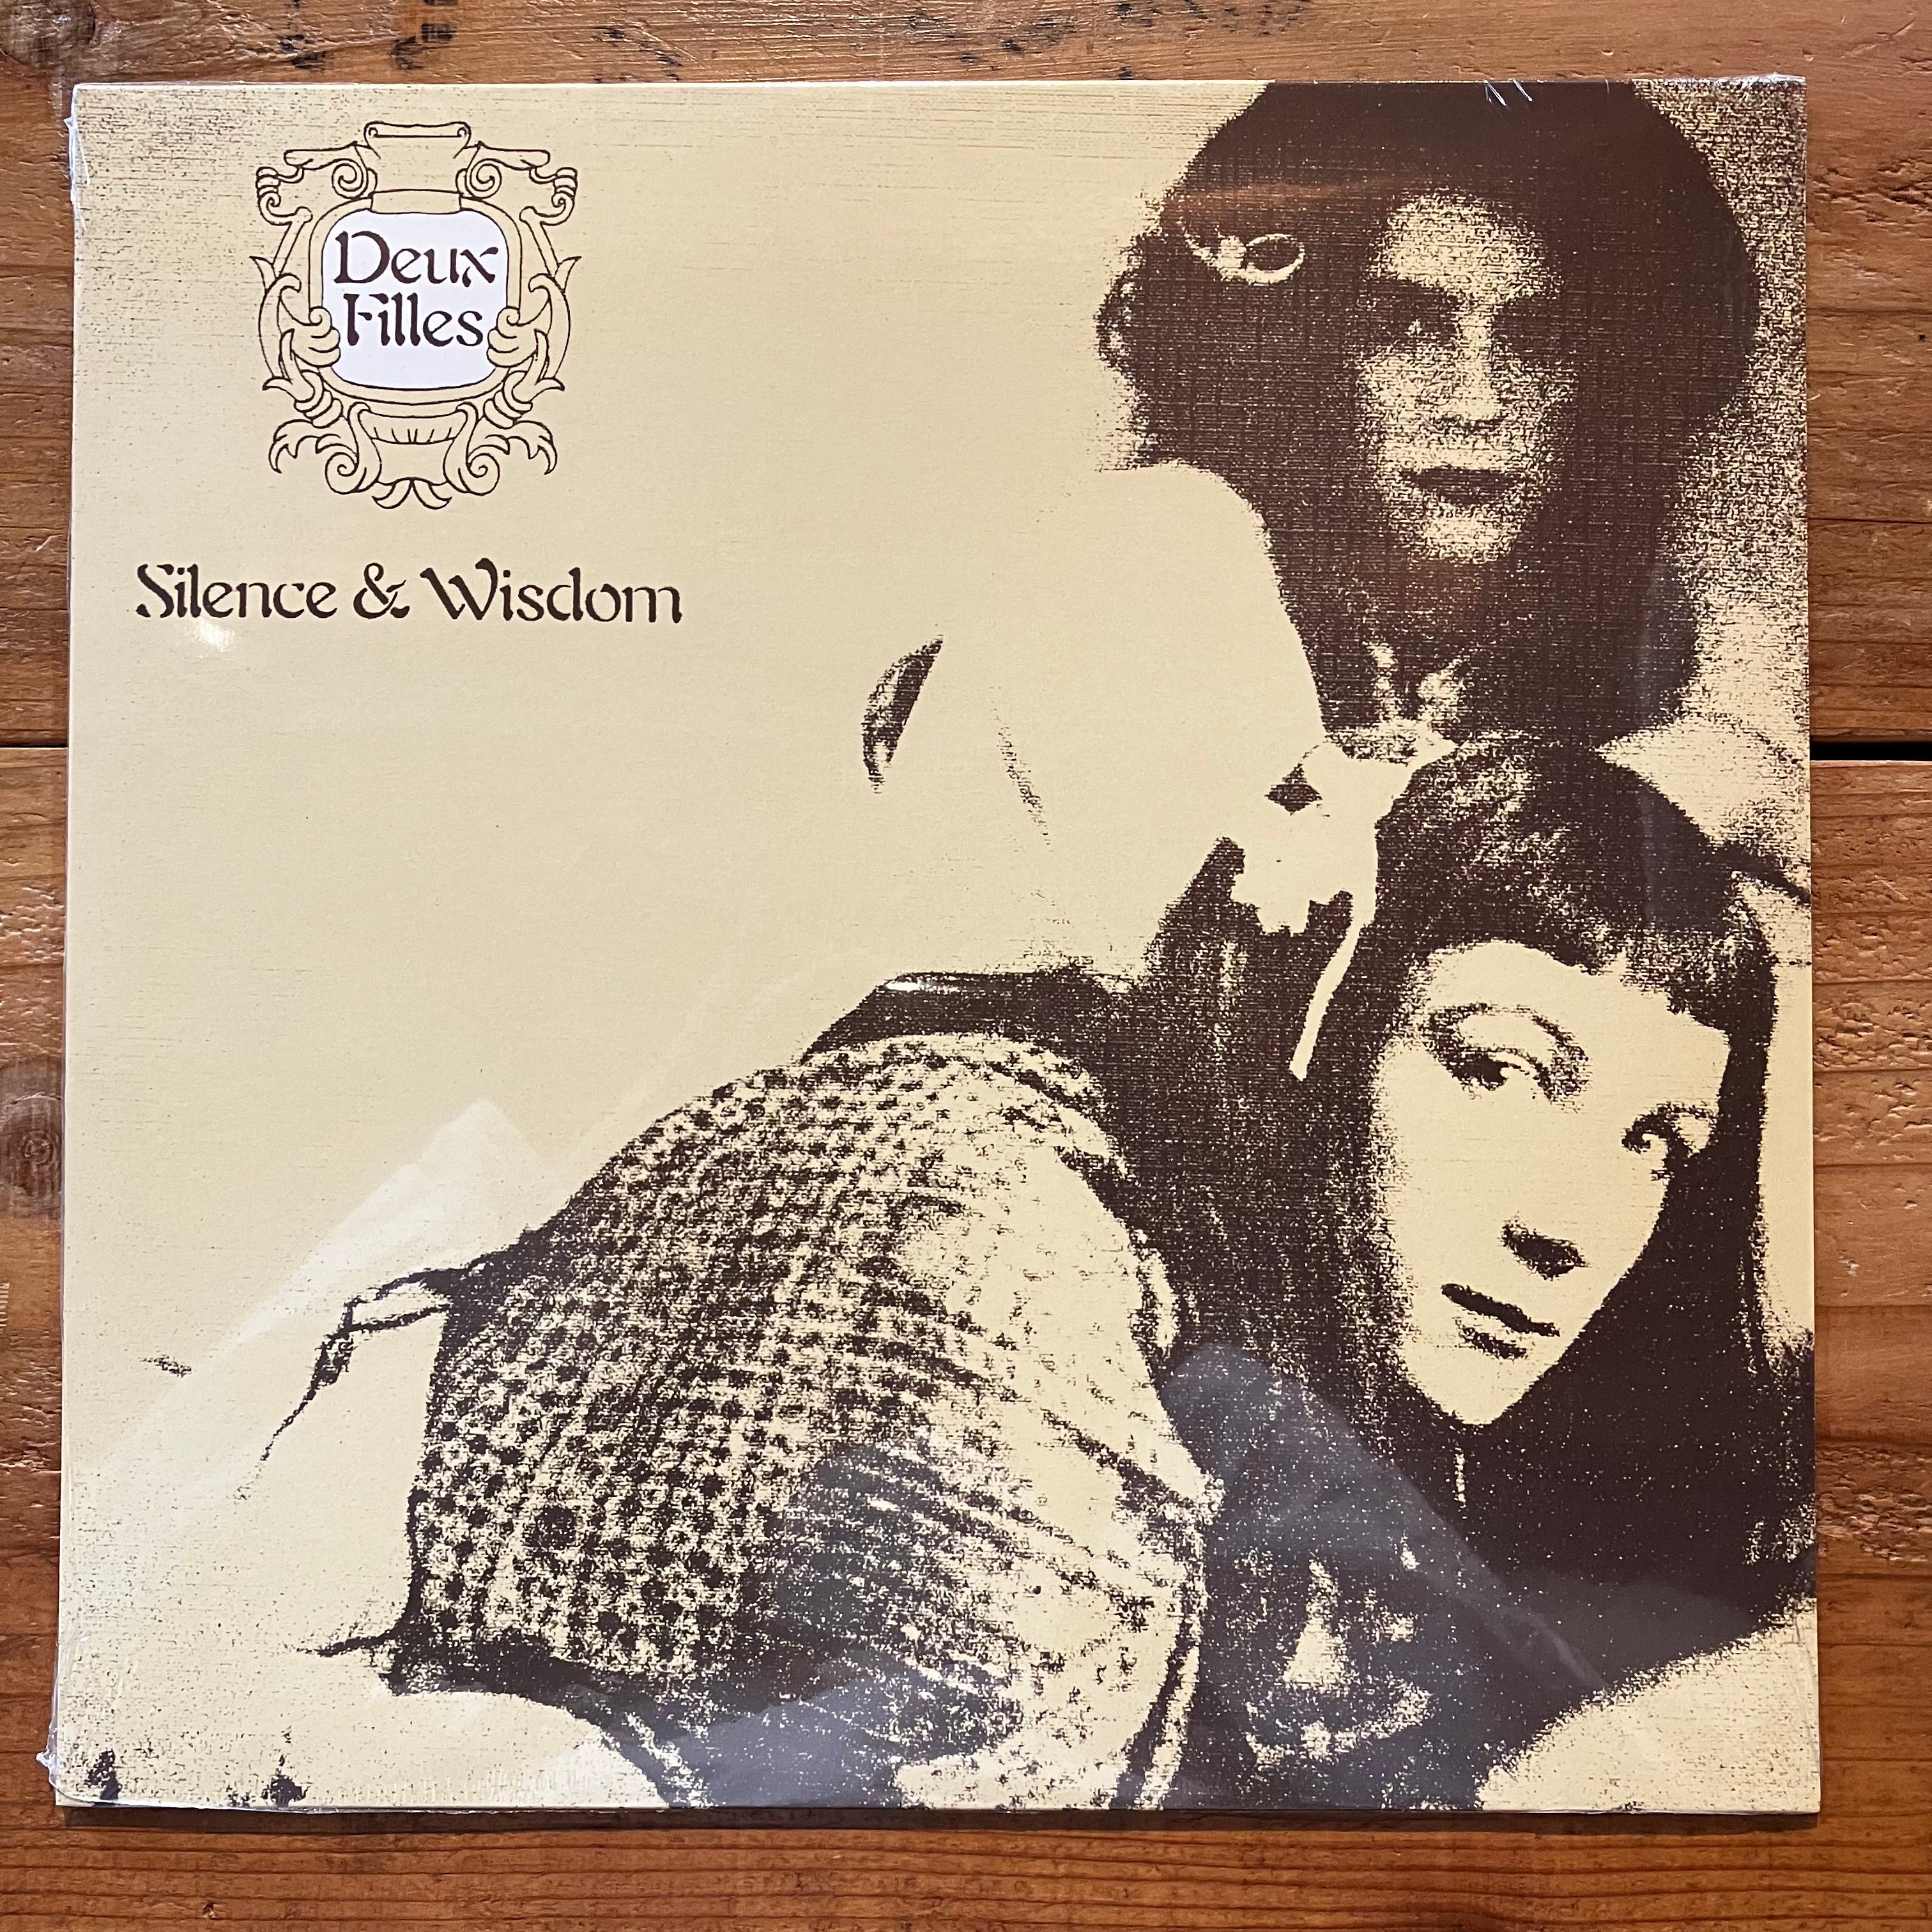 Deux
Filles
Silence & Wisdom